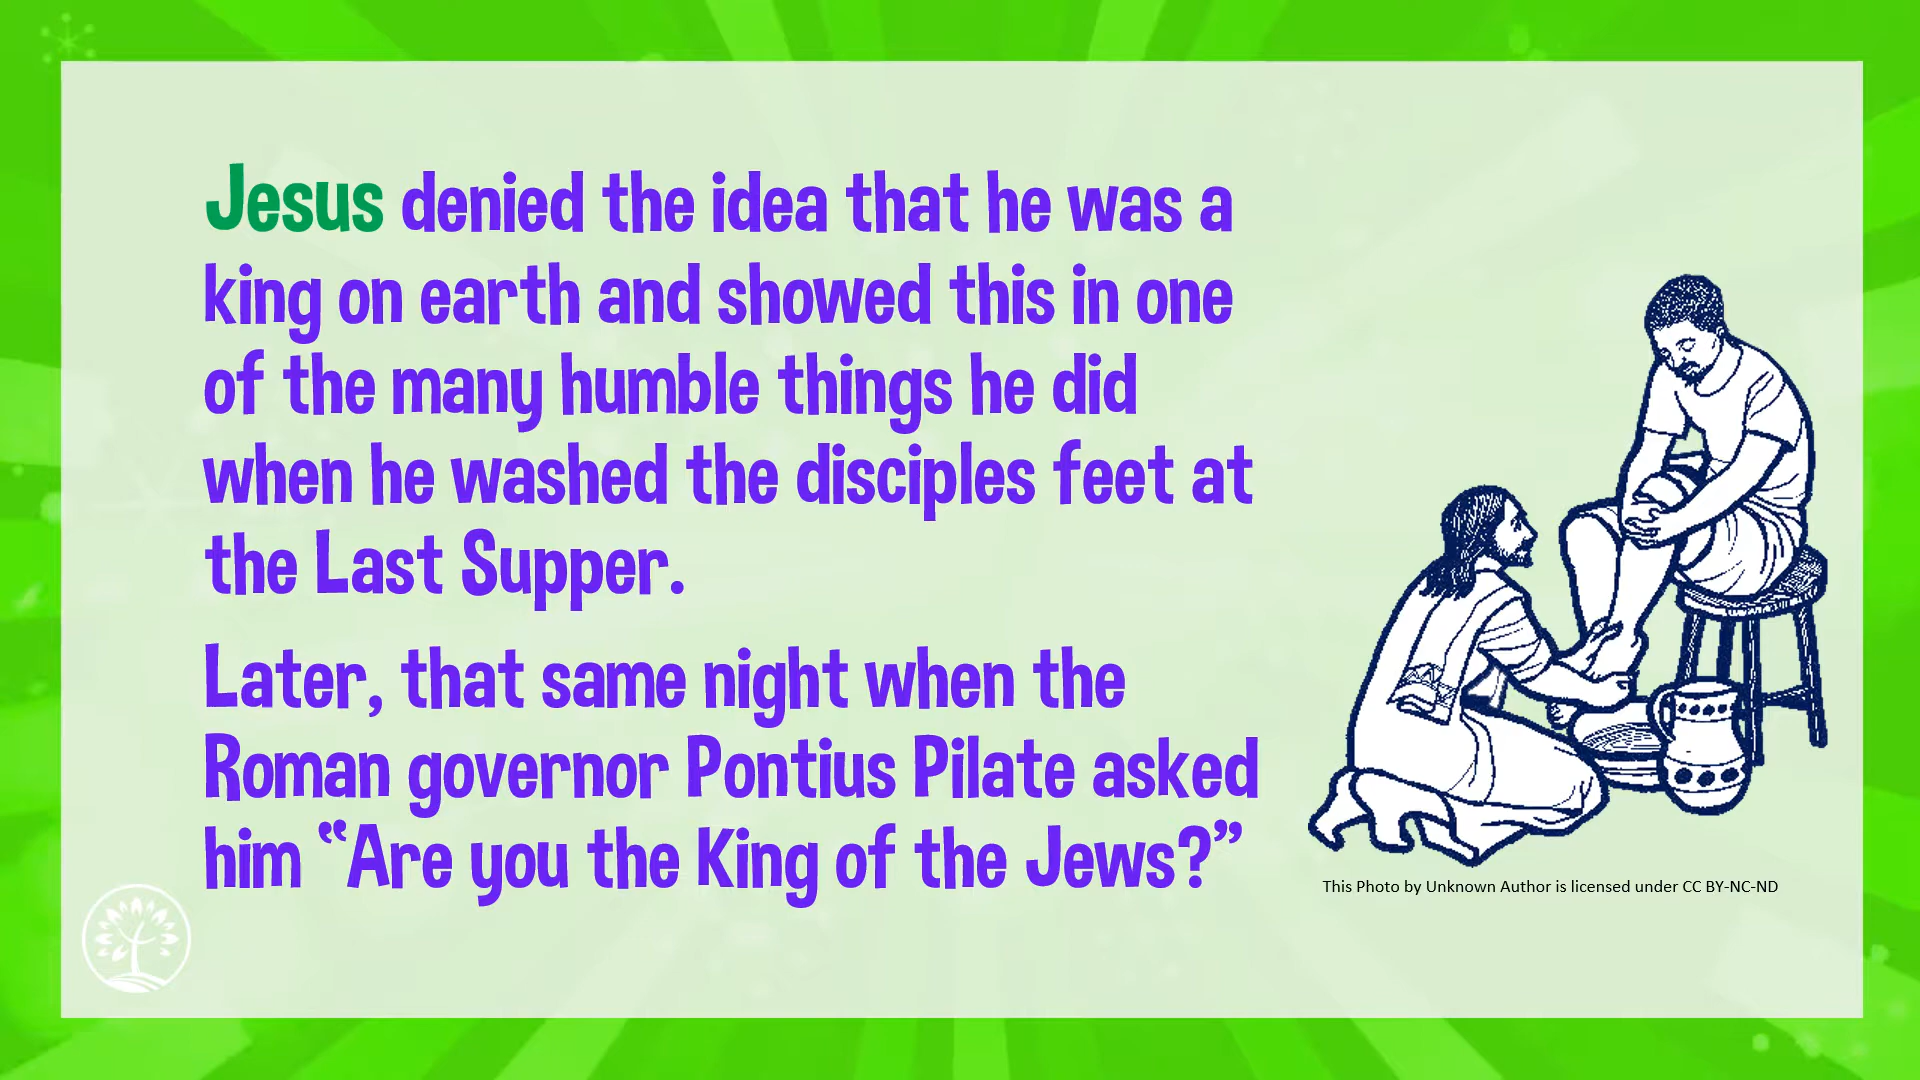 Jesus denied the idea that he was a
king on earth and showed this in one
of the many humble things he did
when he washed the disciples feet at
the Last Supper.
Later, that same night when the
Roman governor Pontius Pilate asked
him “Are you the King of the Jews?”
This Photo by Unknown Author is licensed under CC BY-NC-ND